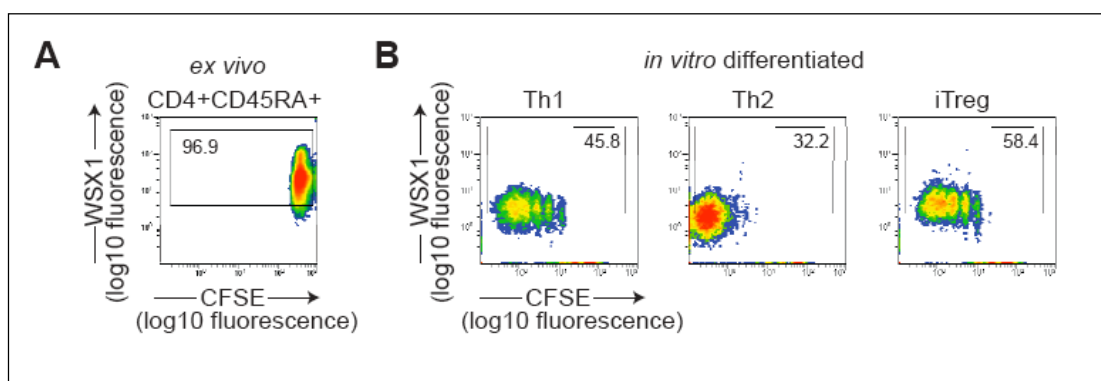 A
ex vivo
CD4+CD45RA+
96.9
WSX1
(log10 fluorescence)
CFSE
(log10 fluorescence)
B
in vitro differentiated
Th1
Th2
iTreg
45.8
32.2
58.4
WSX1
(log10 fluorescence)
CFSE
(log10 fluorescence)